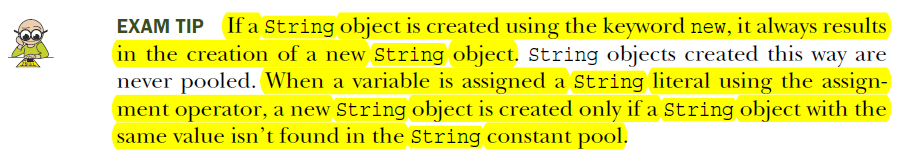 EXAM TIP If a String object is created using the keyword new, it always results
in the creation of a new String object. String objects created this way are
never pooled. When a variable is assigned a String literal using the assign-
ment operator, a new String object is created only if a String object with the
same value isn’t found in the String constant pool.